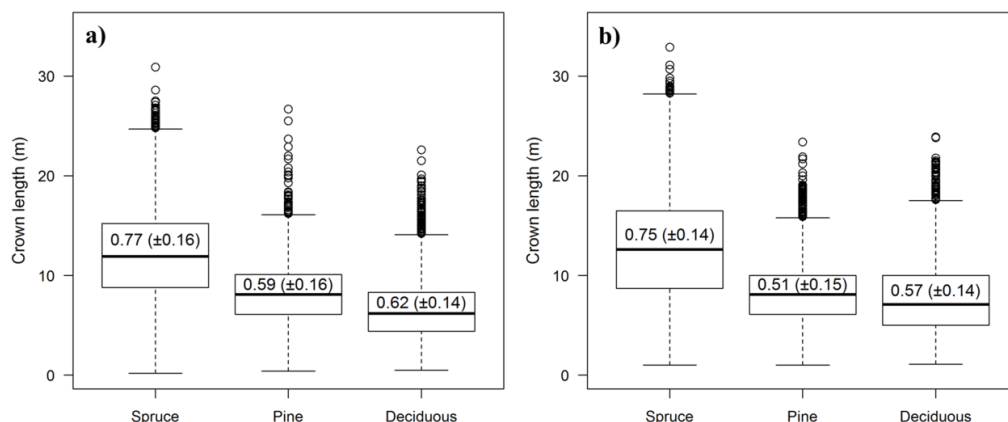 a)
Crown length (m)
30
20
10
0
0.77 (±0.16)
0.59 (±0.16)
0.62 (±0.14)
Spruce Pine Deciduous
b)
Crown length (m)
30
20
10
0
0.75 (±0.14)
0.51 (±0.15)
0.57 (±0.14)
Spruce Pine Deciduous